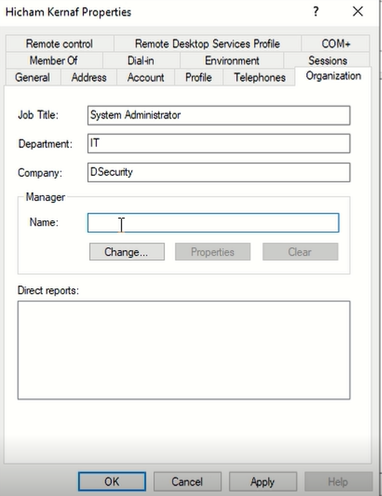 Hicham Kernaf Properties ? ×
Remote control Remote Desktop Services Profile COM+
Member Of Dial-in Environment Sessions
General Address Account Profile Telephones Organization
Job Title: System Administrator
Department: IT
Company: DSecurity
Manager
Name:
Change... Properties Clear
Direct reports:
OK Cancel Apply Help